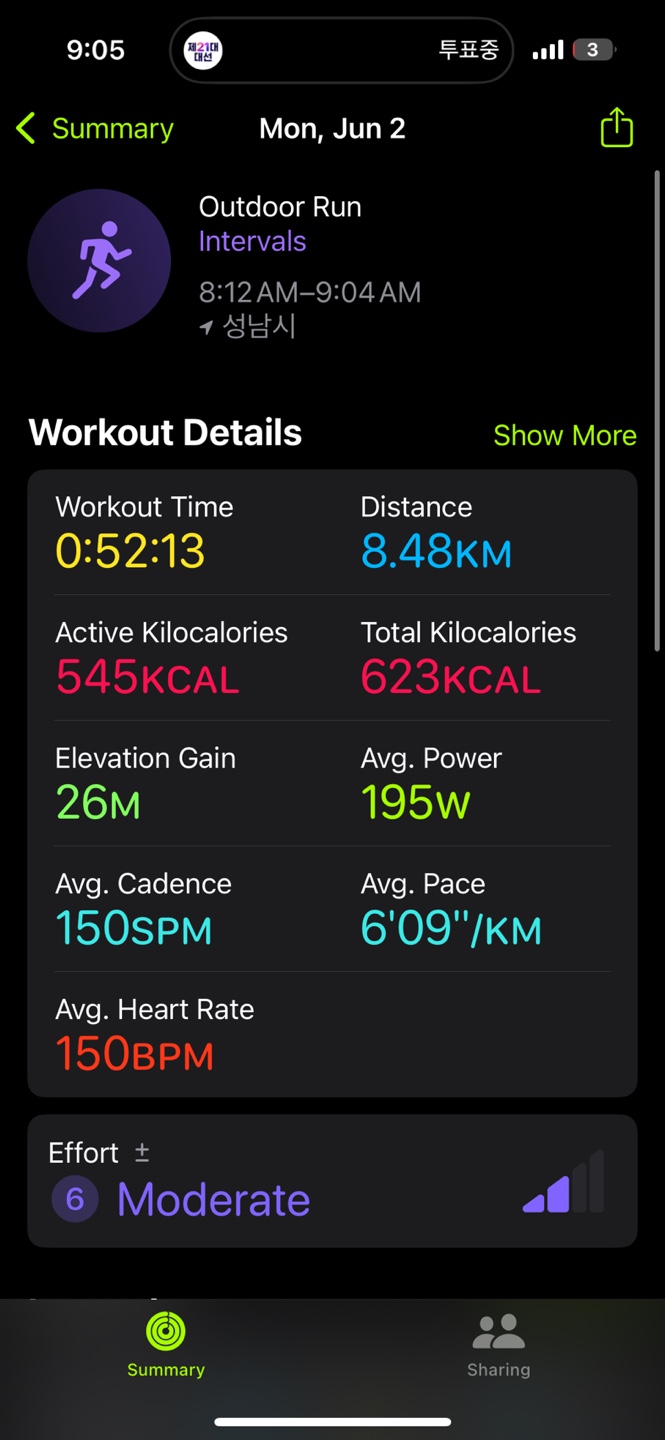 9:05
제21대
대선
투표중
3
Summary
Mon, Jun 2
Outdoor Run
Intervals
8:12 AM–9:04 AM
성남시
Workout Details
Show More
Workout Time
Distance
0:52:13
8.48KM
Active Kilocalories
Total Kilocalories
545KCAL
623KCAL
Elevation Gain
Avg. Power
26M
195W
Avg. Cadence
Avg. Pace
150SPM
6'09"/KM
Avg. Heart Rate
150BPM
Effort ±
6 Moderate
Summary
Sharing